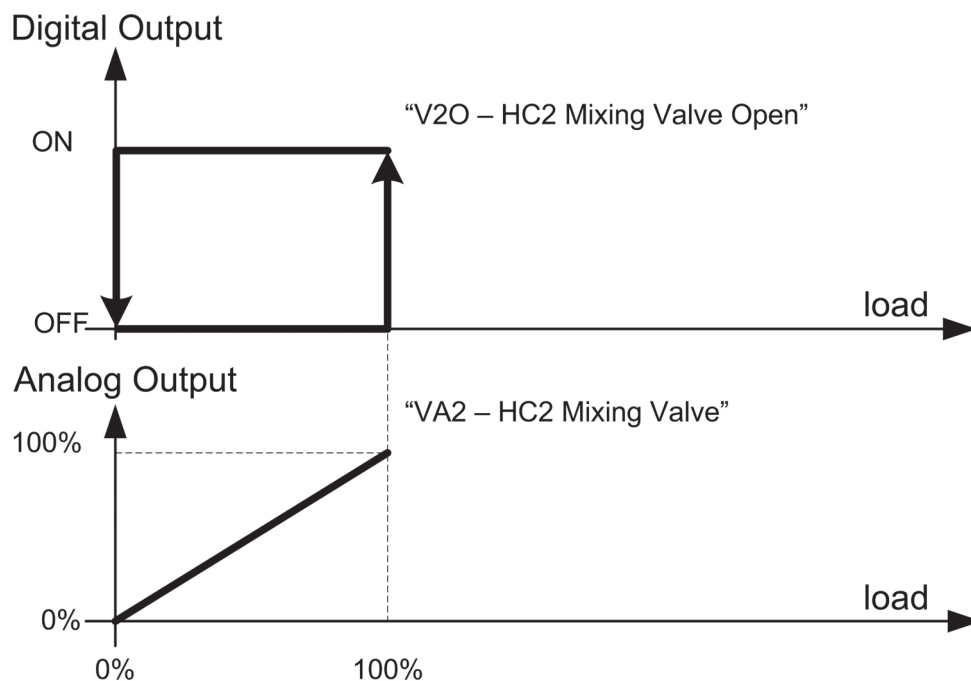 Digital Output
“V2O – HC2 Mixing Valve Open”
ON
load
OFF
Analog Output
“VA2 – HC2 Mixing Valve”
100%
load
0%
0% 100%